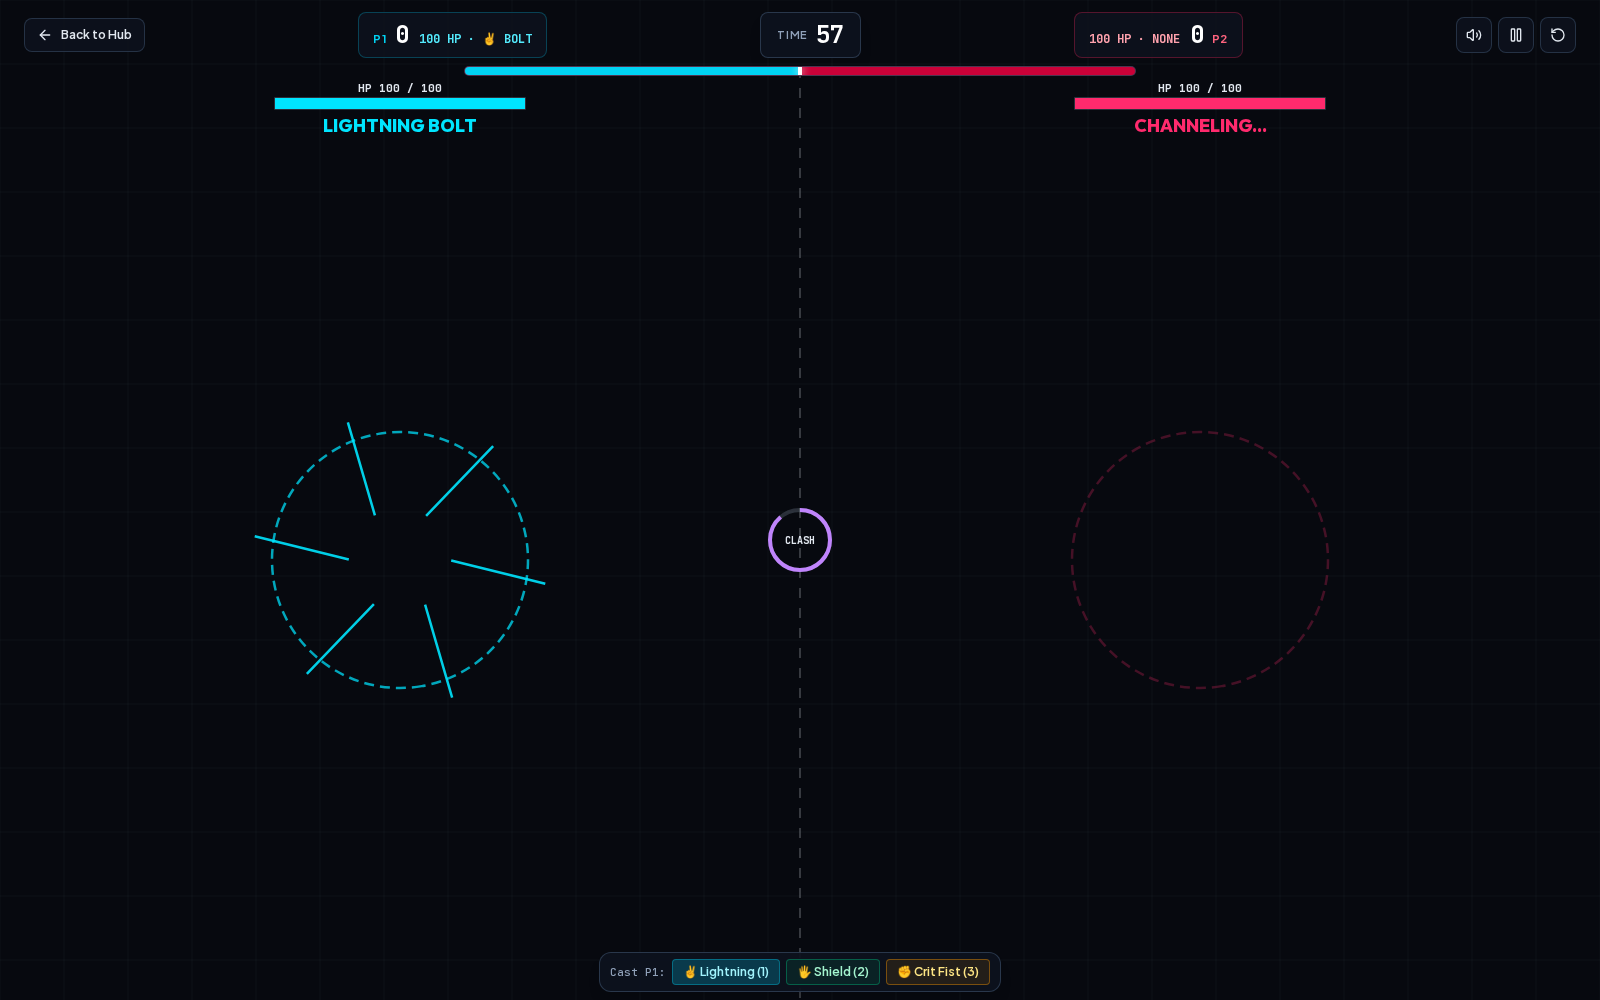 Back to Hub
P1 0 100 HP · ✌ BOLT
TIME 57
100 HP · NONE 0 P2
HP 100 / 100
LIGHTNING BOLT
HP 100 / 100
CHANNELING...
CLASH
Cast P1: ✌ Lightning (1) 🖐 Shield (2) ✊ Crit Fist (3)